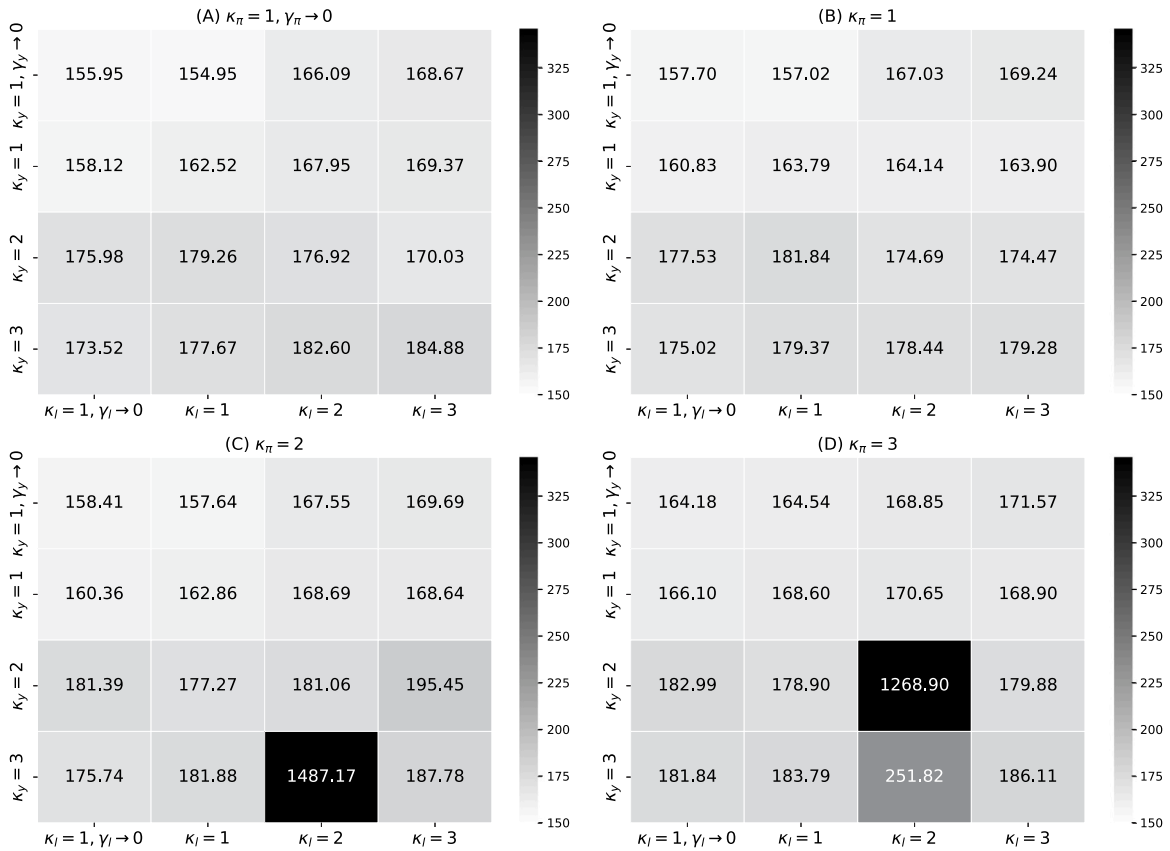 (A) κπ = 1, γπ → 0
κy = 1, γy → 0 155.95 154.95 166.09 168.67
κy = 1 158.12 162.52 167.95 169.37
κy = 2 175.98 179.26 176.92 170.03
κy = 3 173.52 177.67 182.60 184.88
κl = 1, γl → 0 κl = 1 κl = 2 κl = 3
325
300
275
250
225
200
175
150
(B) κπ = 1
κy = 1, γy → 0 157.70 157.02 167.03 169.24
κy = 1 160.83 163.79 164.14 163.90
κy = 2 177.53 181.84 174.69 174.47
κy = 3 175.02 179.37 178.44 179.28
κl = 1, γl → 0 κl = 1 κl = 2 κl = 3
325
300
275
250
225
200
175
150
(C) κπ = 2
κy = 1, γy → 0 158.41 157.64 167.55 169.69
κy = 1 160.36 162.86 168.69 168.64
κy = 2 181.39 177.27 181.06 195.45
κy = 3 175.74 181.88 1487.17 187.78
κl = 1, γl → 0 κl = 1 κl = 2 κl = 3
325
300
275
250
225
200
175
150
(D) κπ = 3
κy = 1, γy → 0 164.18 164.54 168.85 171.57
κy = 1 166.10 168.60 170.65 168.90
κy = 2 182.99 178.90 1268.90 179.88
κy = 3 181.84 183.79 251.82 186.11
κl = 1, γl → 0 κl = 1 κl = 2 κl = 3
325
300
275
250
225
200
175
150